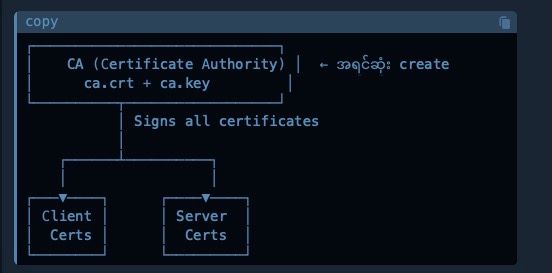 copy
CA (Certificate Authority) ← အရင်ဆုံး create
ca.crt + ca.key
Signs all certificates
Client Server
Certs Certs